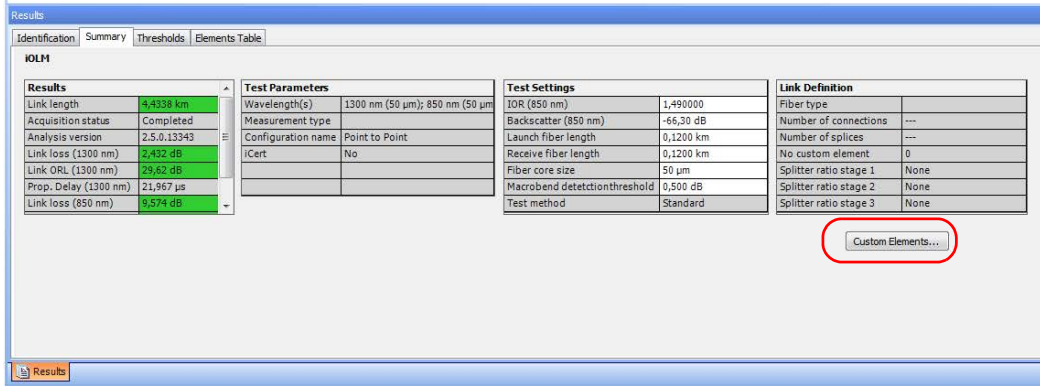 Results
Identification Summary Thresholds Elements Table
iOLM
Results
Link length 4,4338 km
Acquisition status Completed
Analysis version 2.5.0.13343
Link loss (1300 nm) 2,432 dB
Link ORL (1300 nm) 29,62 dB
Prop. Delay (1300 nm) 21,967 µs
Link loss (850 nm) 9,574 dB
Test Parameters
Wavelength(s) 1300 nm (50 µm); 850 nm (50 µm
Measurement type
Configuration name Point to Point
iCert No
Test Settings
IOR (850 nm) 1,490000
Backscatter (850 nm) -66,30 dB
Launch fiber length 0,1200 km
Receive fiber length 0,1200 km
Fiber core size 50 µm
Macrobend detetctionthreshold 0,500 dB
Test method Standard
Link Definition
Fiber type
Number of connections ---
Number of splices ---
No custom element 0
Splitter ratio stage 1 None
Splitter ratio stage 2 None
Splitter ratio stage 3 None
Custom Elements...
Results